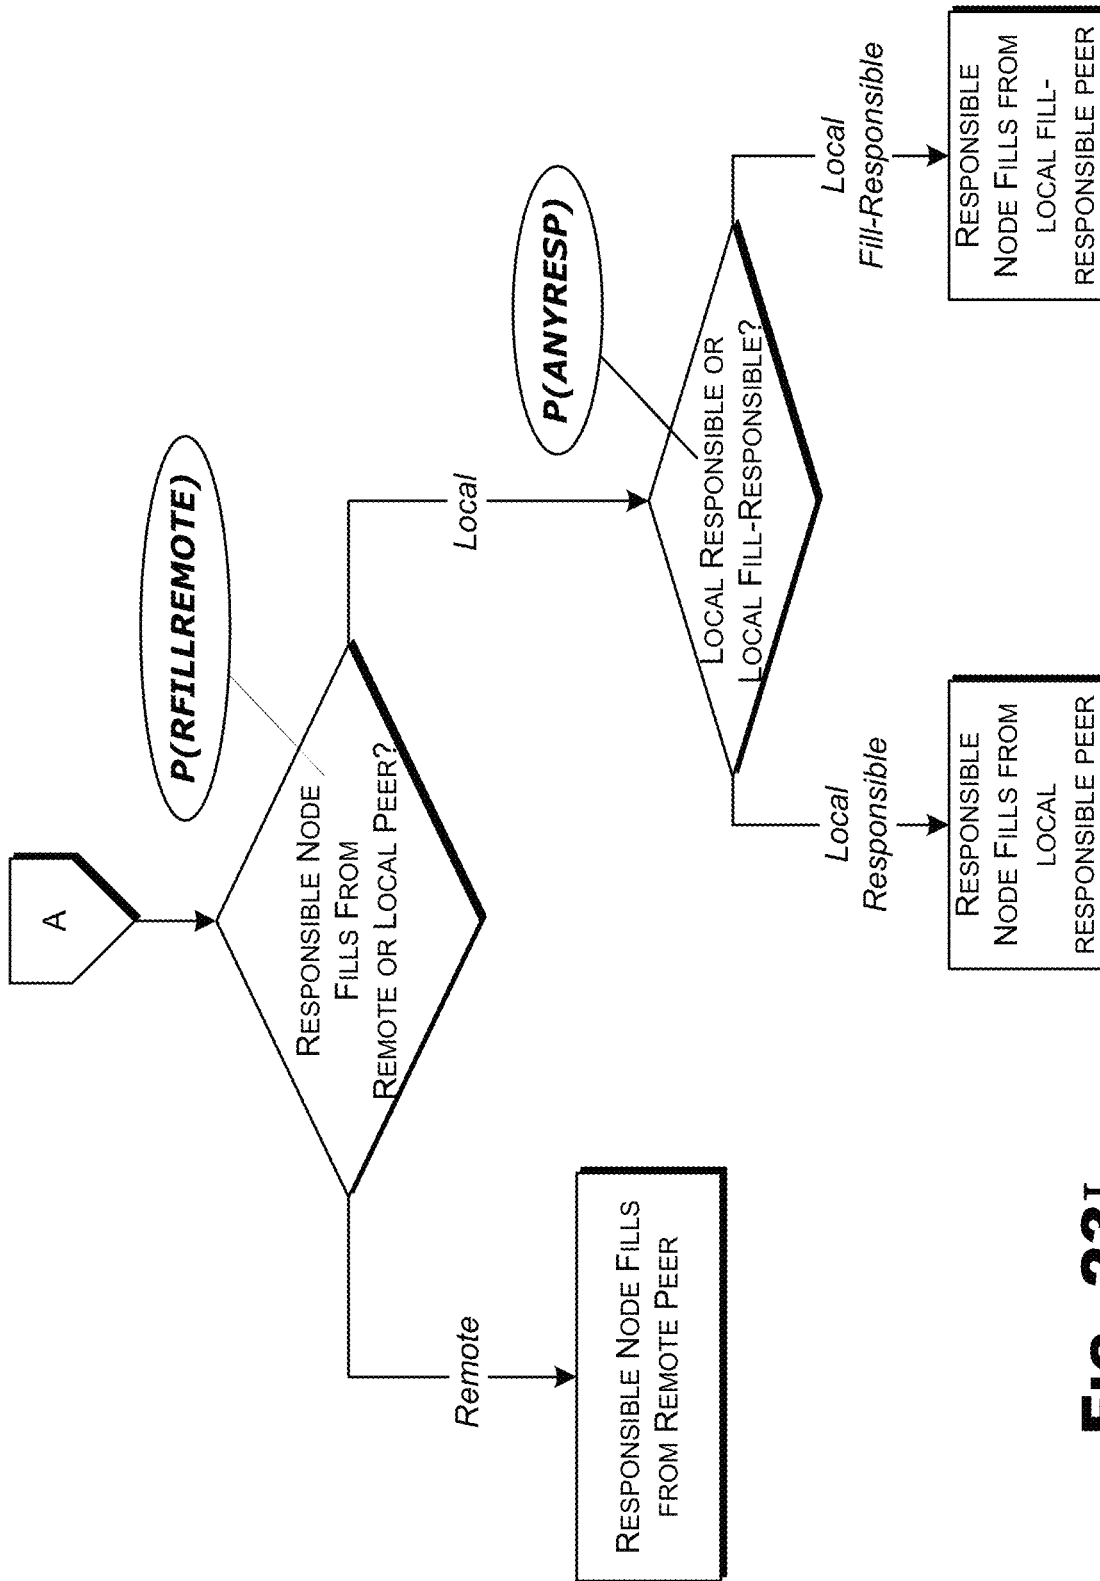 A
P(RFILLREMOTE)
RESPONSIBLE NODE
FILLS FROM
REMOTE OR LOCAL PEER?
Remote
Local
RESPONSIBLE NODE FILLS
FROM REMOTE PEER
P(ANYRESP)
LOCAL RESPONSIBLE OR
LOCAL FILL-RESPONSIBLE?
Local
Responsible
Local
Fill-Responsible
RESPONSIBLE
NODE FILLS FROM
LOCAL
RESPONSIBLE PEER
RESPONSIBLE
NODE FILLS FROM
LOCAL FILL-
RESPONSIBLE PEER